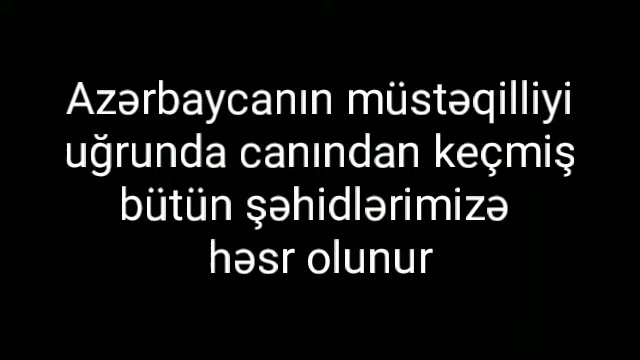 Azərbaycanın müstəqilliyi
uğrunda canından keçmiş
bütün şəhidlərimizə
həsr olunur